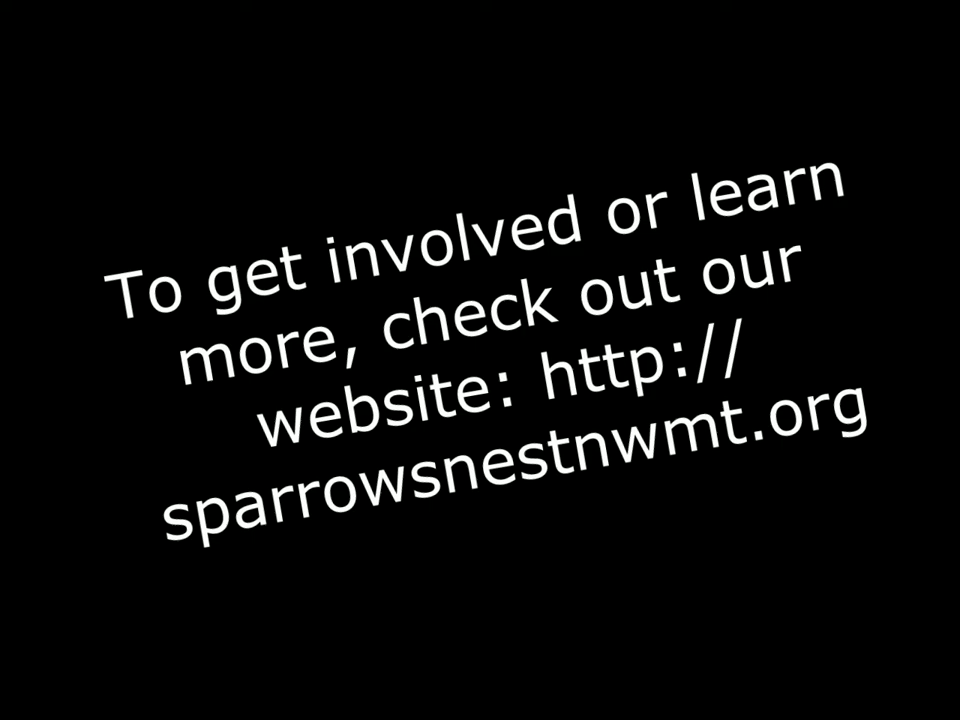 To get involved or learn
more, check out our
website: http://
sparrowsnestnwmt.org